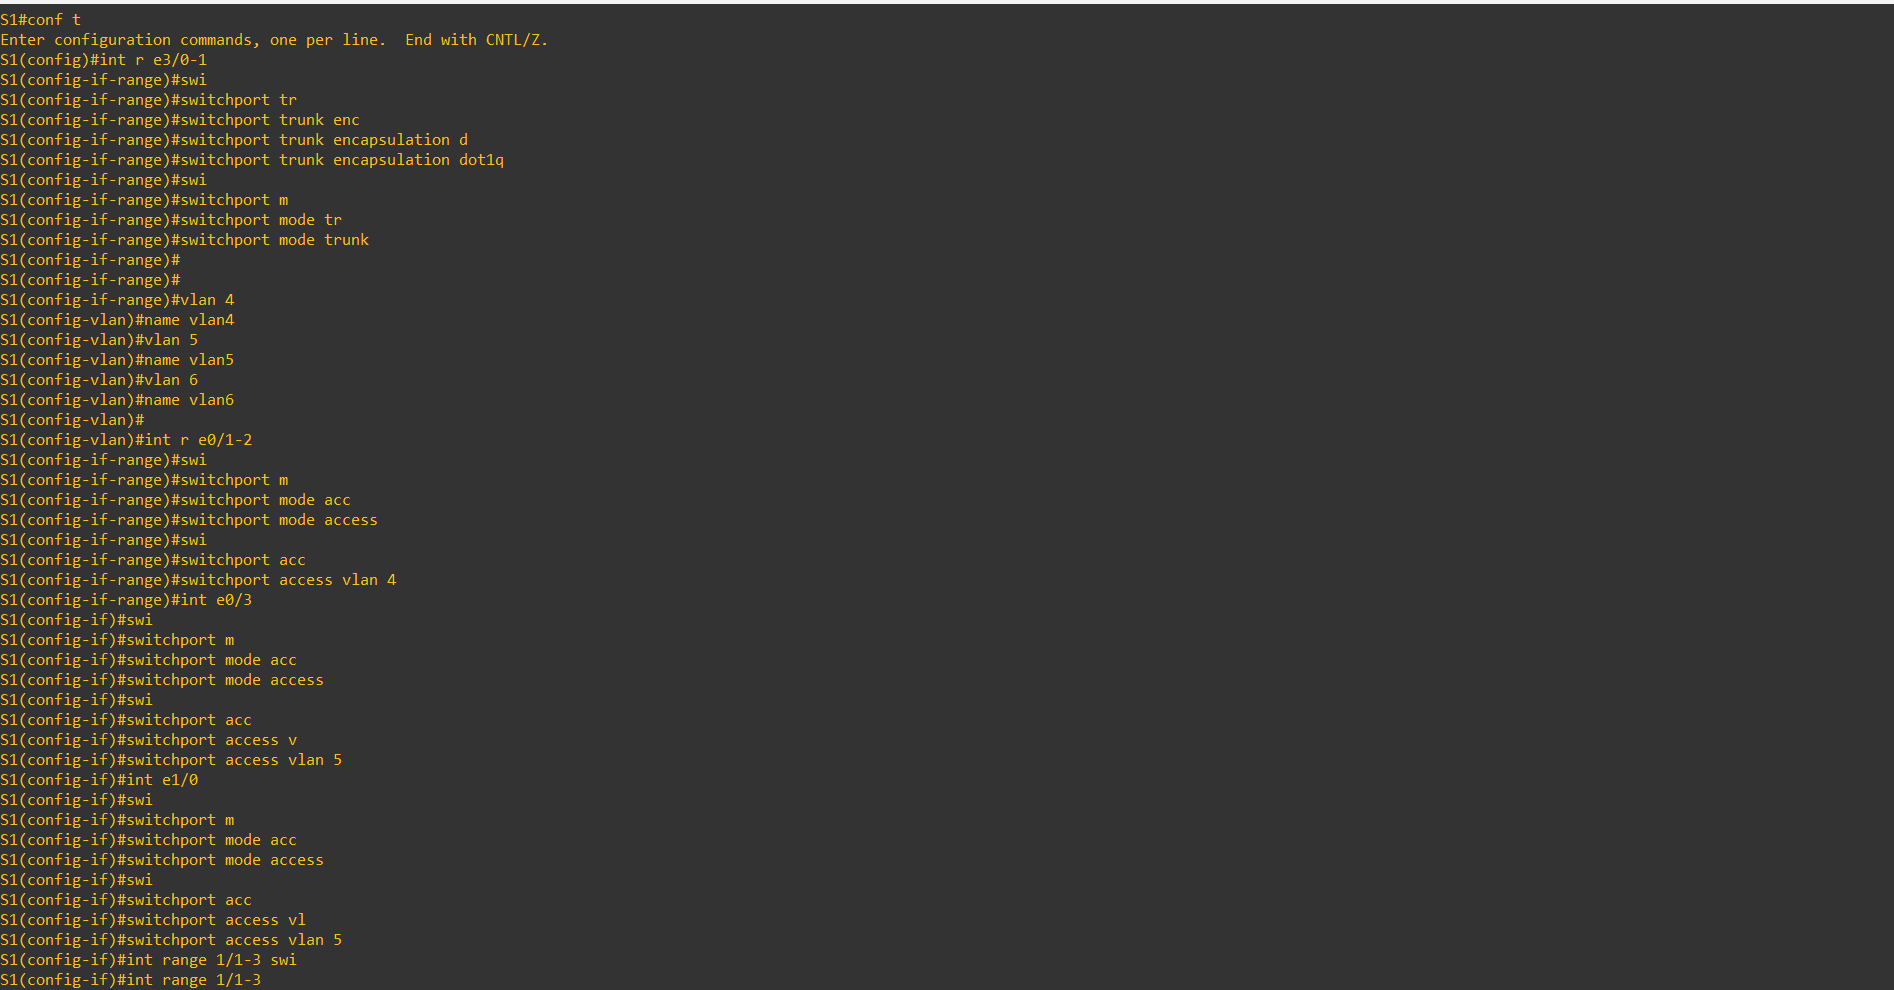 S1#conf t
Enter configuration commands, one per line.  End with CNTL/Z.
S1(config)#int r e3/0-1
S1(config-if-range)#swi
S1(config-if-range)#switchport tr
S1(config-if-range)#switchport trunk enc
S1(config-if-range)#switchport trunk encapsulation d
S1(config-if-range)#switchport trunk encapsulation dot1q
S1(config-if-range)#swi
S1(config-if-range)#switchport m
S1(config-if-range)#switchport mode tr
S1(config-if-range)#switchport mode trunk
S1(config-if-range)#
S1(config-if-range)#
S1(config-if-range)#vlan 4
S1(config-vlan)#name vlan4
S1(config-vlan)#vlan 5
S1(config-vlan)#name vlan5
S1(config-vlan)#vlan 6
S1(config-vlan)#name vlan6
S1(config-vlan)#
S1(config-vlan)#int r e0/1-2
S1(config-if-range)#swi
S1(config-if-range)#switchport m
S1(config-if-range)#switchport mode acc
S1(config-if-range)#switchport mode access
S1(config-if-range)#swi
S1(config-if-range)#switchport acc
S1(config-if-range)#switchport access vlan 4
S1(config-if-range)#int e0/3
S1(config-if)#swi
S1(config-if)#switchport m
S1(config-if)#switchport mode acc
S1(config-if)#switchport mode access
S1(config-if)#swi
S1(config-if)#switchport acc
S1(config-if)#switchport access v
S1(config-if)#switchport access vlan 5
S1(config-if)#int e1/0
S1(config-if)#swi
S1(config-if)#switchport m
S1(config-if)#switchport mode acc
S1(config-if)#switchport mode access
S1(config-if)#swi
S1(config-if)#switchport acc
S1(config-if)#switchport access vl
S1(config-if)#switchport access vlan 5
S1(config-if)#int range 1/1-3 swi
S1(config-if)#int range 1/1-3